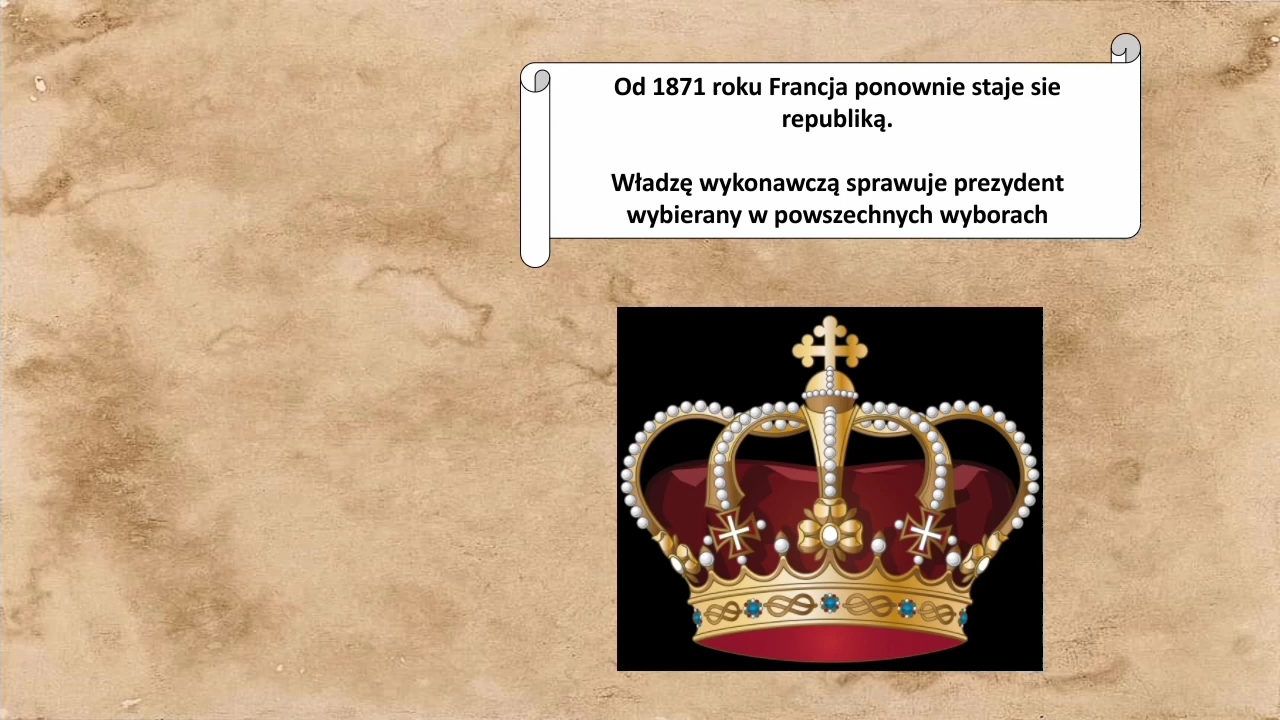 Od 1871 roku Francja ponownie staje sie
republiką.
Władzę wykonawczą sprawuje prezydent
wybierany w powszechnych wyborach